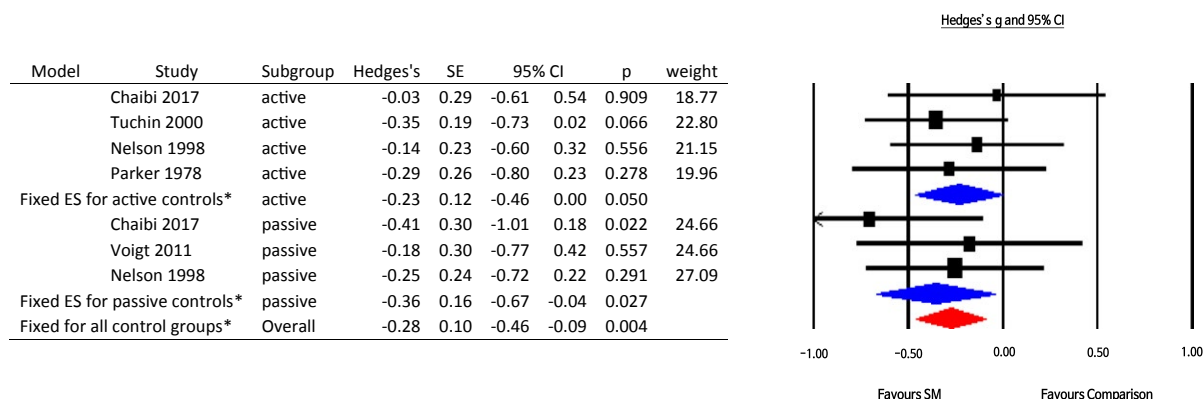 Hedges's g and 95% CI
Model Study Subgroup Hedges's SE 95% CI p weight
Chaibi 2017 active -0.03 0.29 -0.61 0.54 0.909 18.77
Tuchin 2000 active -0.35 0.19 -0.73 0.02 0.066 22.80
Nelson 1998 active -0.14 0.23 -0.60 0.32 0.556 21.15
Parker 1978 active -0.29 0.26 -0.80 0.23 0.278 19.96
Fixed ES for active controls* active -0.23 0.12 -0.46 0.00 0.050
Chaibi 2017 passive -0.41 0.30 -1.01 0.18 0.022 24.66
Voigt 2011 passive -0.18 0.30 -0.77 0.42 0.557 24.66
Nelson 1998 passive -0.25 0.24 -0.72 0.22 0.291 27.09
Fixed ES for passive controls* passive -0.36 0.16 -0.67 -0.04 0.027
Fixed for all control groups* Overall -0.28 0.10 -0.46 -0.09 0.004
-1.00 -0.50 0.00 0.50 1.00
Favours SM Favours Comparison